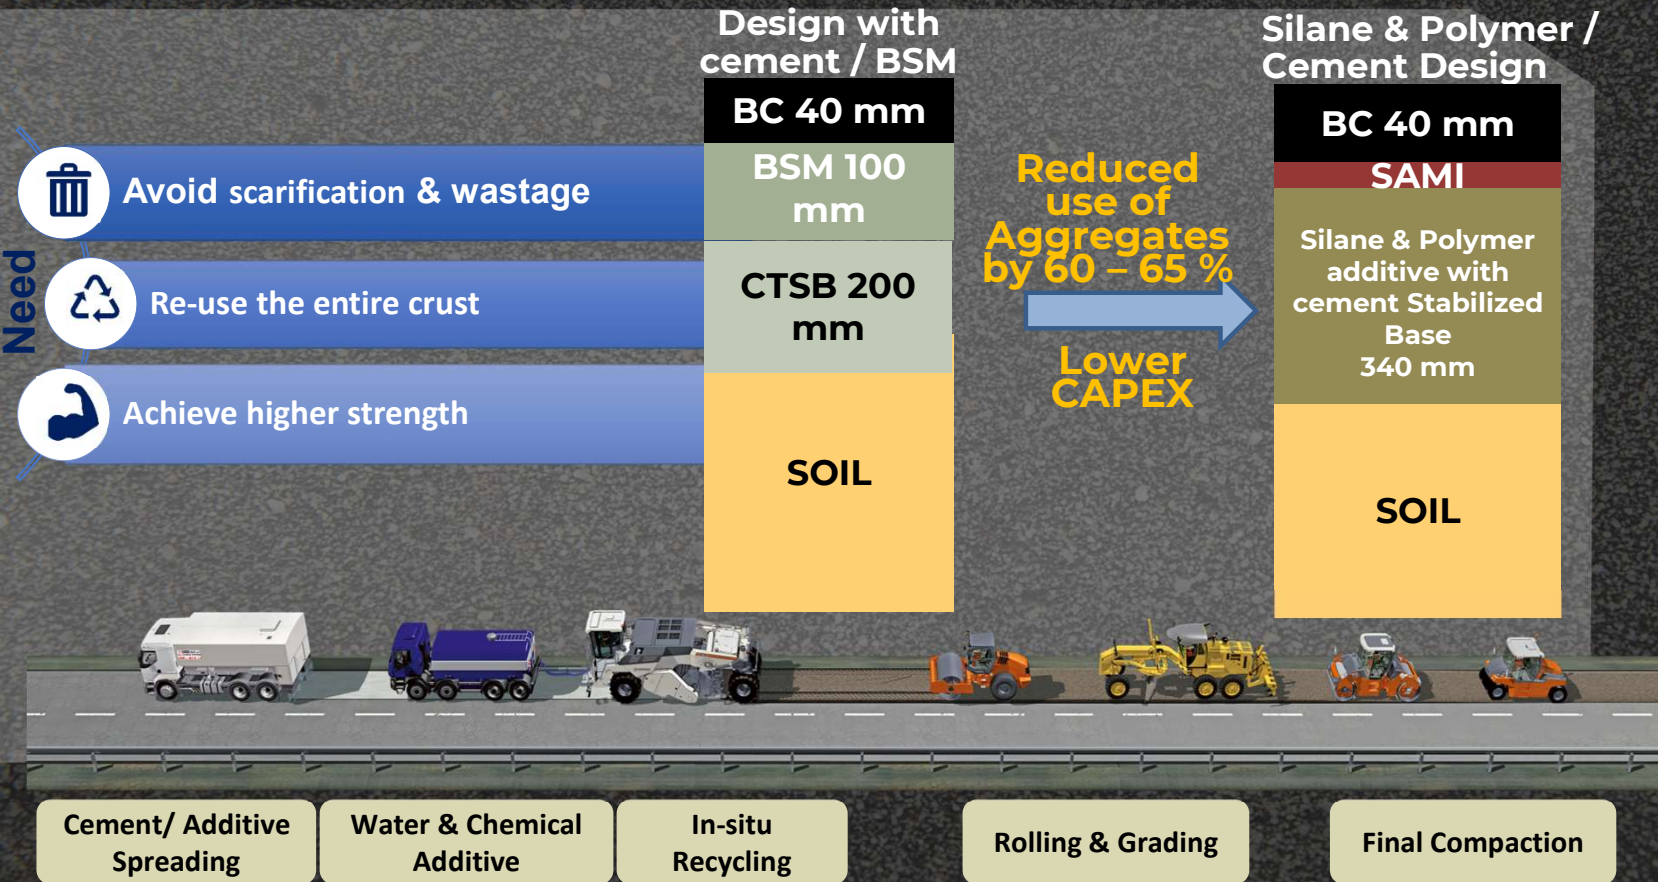 Design with
cement / BSM
BC 40 mm
BSM 100
mm
CTSB 200
mm
SOIL
Need
Avoid scarification & wastage
Re-use the entire crust
Achieve higher strength
Reduced
use of
Aggregates
by 60 – 65 %
Lower
CAPEX
Silane & Polymer /
Cement Design
BC 40 mm
SAMI
Silane & Polymer
additive with
cement Stabilized
Base
340 mm
SOIL
Cement/ Additive
Spreading
Water & Chemical
Additive
In-situ
Recycling
Rolling & Grading
Final Compaction